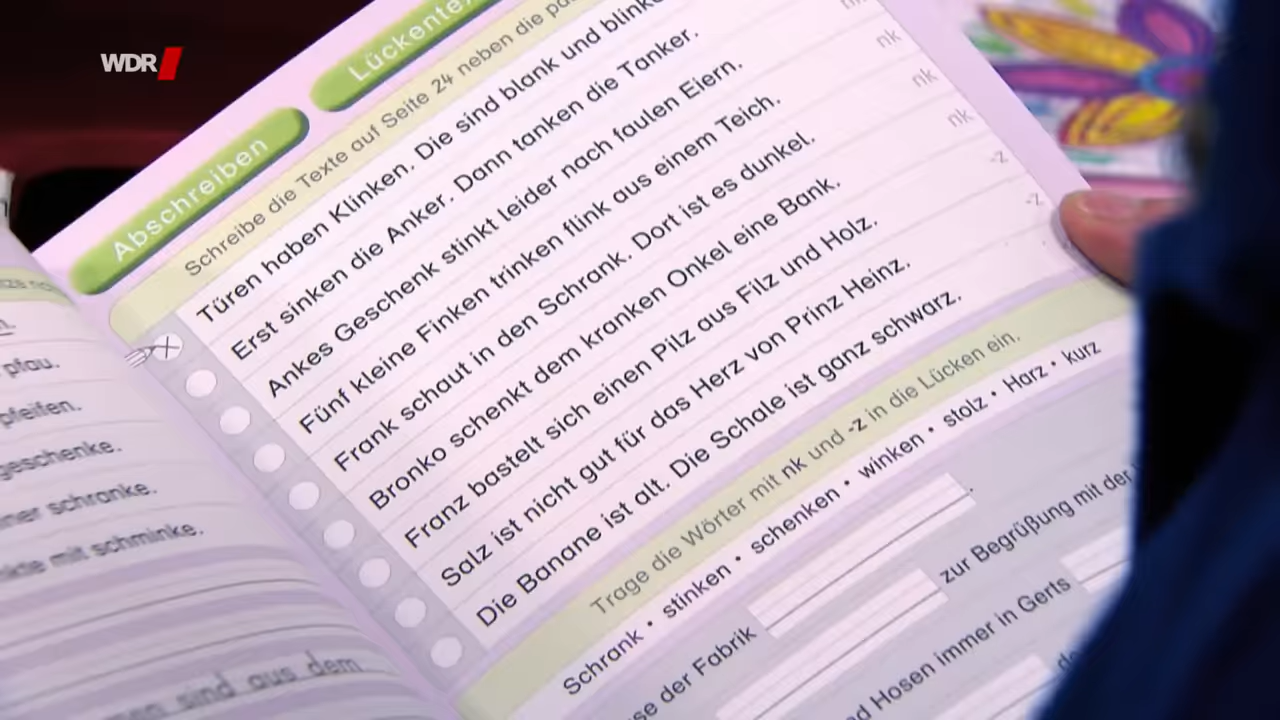 WDR
Abschreiben
Schreibe die Texte auf Seite 24 neben die
Türen haben Klinken. Die sind blank und
Erst sinken die Anker. Dann tanken die Tanker.
Ankes Geschenk stinkt leider nach faulen Eiern.
nk
Fünf kleine Finken trinken flink aus einem Teich.
nk
Frank schaut in den Schrank. Dort ist es dunkel.
nk
Bronko schenkt dem kranken Onkel eine Bank.
-z
Franz bastelt sich einen Pilz aus Filz und Holz.
-z
Salz ist nicht gut für das Herz von Prinz Heinz.
Die Banane ist alt. Die Schale ist ganz schwarz.
Trage die Wörter mit nk und -z in die Lücken ein.
Schrank • stinken • schenken • winken • stolz • Harz • kurz
der Fabrik
zur Begrüßung mit der
Hosen immer in Gerts
pfau.
pfeifen.
geschenke.
schranke.
mit schminke.
sind aus dem